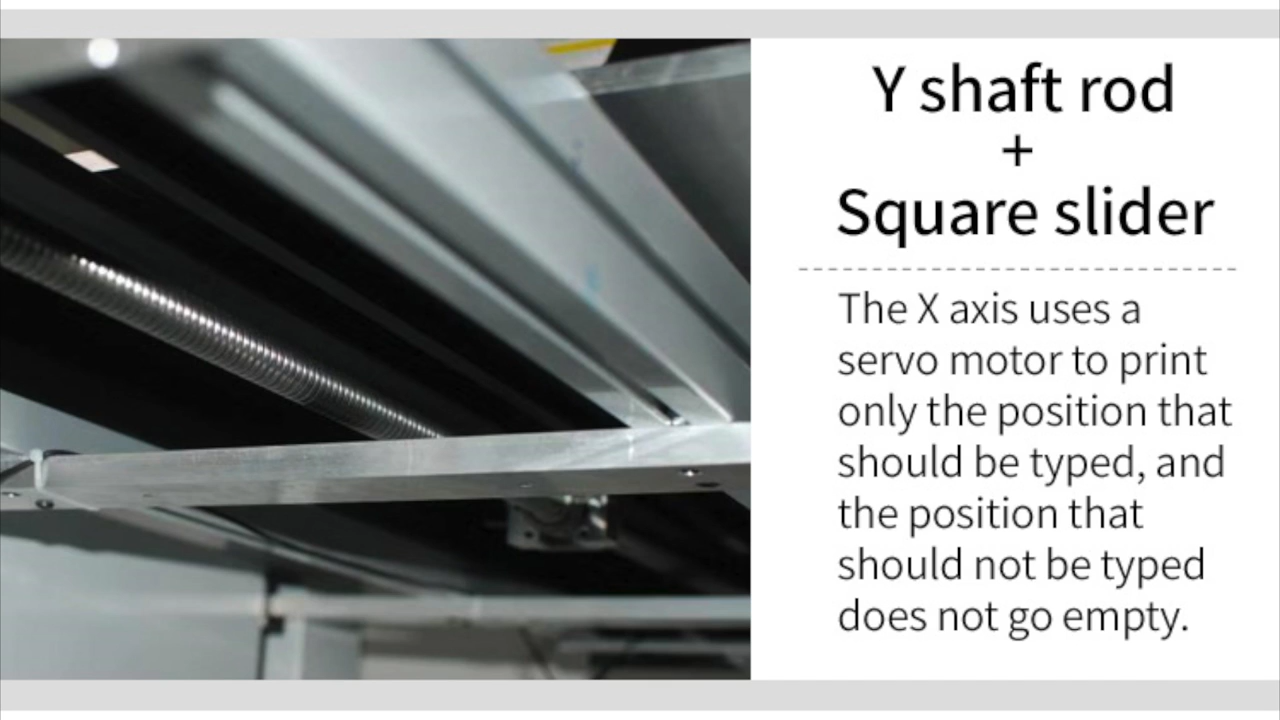 Y shaft rod
+
Square slider
The X axis uses a
servo motor to print
only the position that
should be typed, and
the position that
should not be typed
does not go empty.